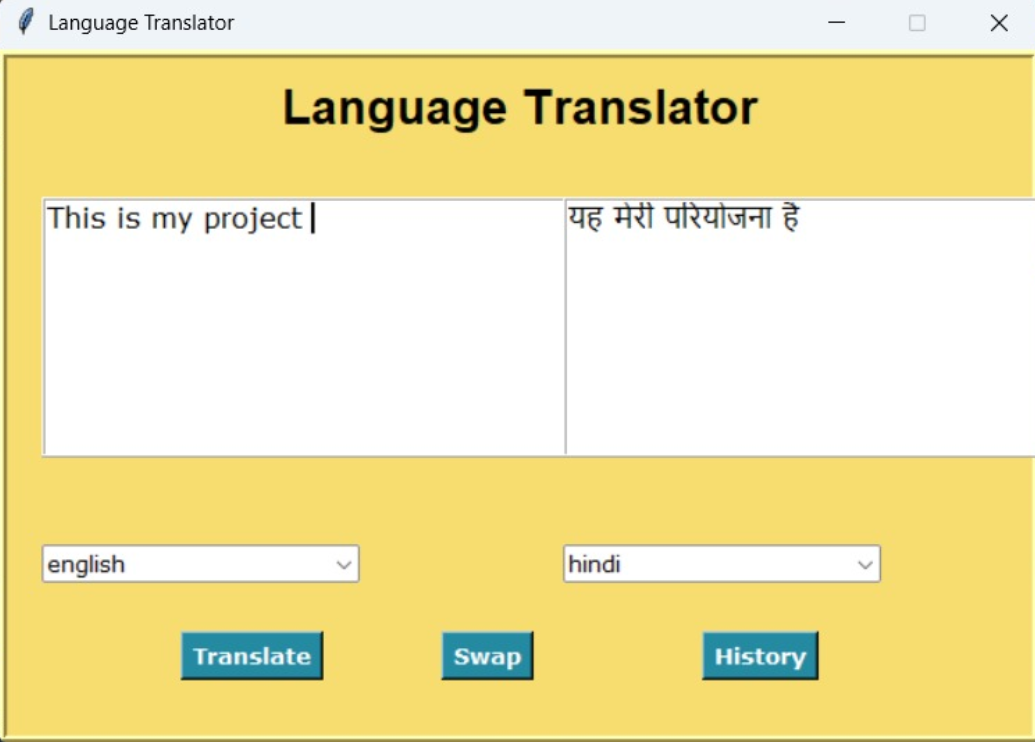 Language Translator
Language Translator
This is my project
यह मेरी परियोजना है
english
hindi
Translate
Swap
History